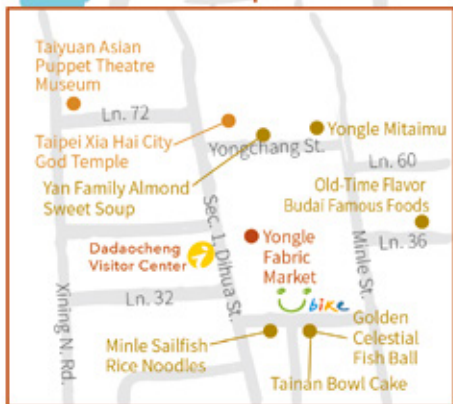 Taiyuan Asian
Puppet Theatre
Museum
Ln. 72
Taipei Xia Hai City
God Temple
Yongle Mitaimu
Yongchang St.
Ln. 60
Yan Family Almond
Sweet Soup
Old-Time Flavor
Budai Famous Foods
Sec. 1, Dihua St.
Minle St.
Ln. 36
Dadaocheng
Visitor Center
Yongle
Fabric
Market
Ubike
Ln. 32
Xining N. Rd.
Golden
Celestial
Fish Ball
Minle Sailfish
Rice Noodles
Tainan Bowl Cake